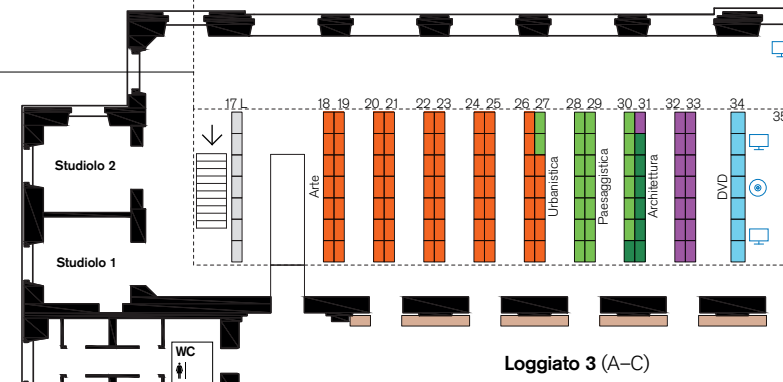 17 L
18 19
20 21
22 23
24 25
26 27
28 29
30 31
32 33
34
35
Studiolo 2
Studiolo 1
Arte
Urbanistica
Paesaggistica
Architettura
DVD
WC
Loggiato 3 (A–C)